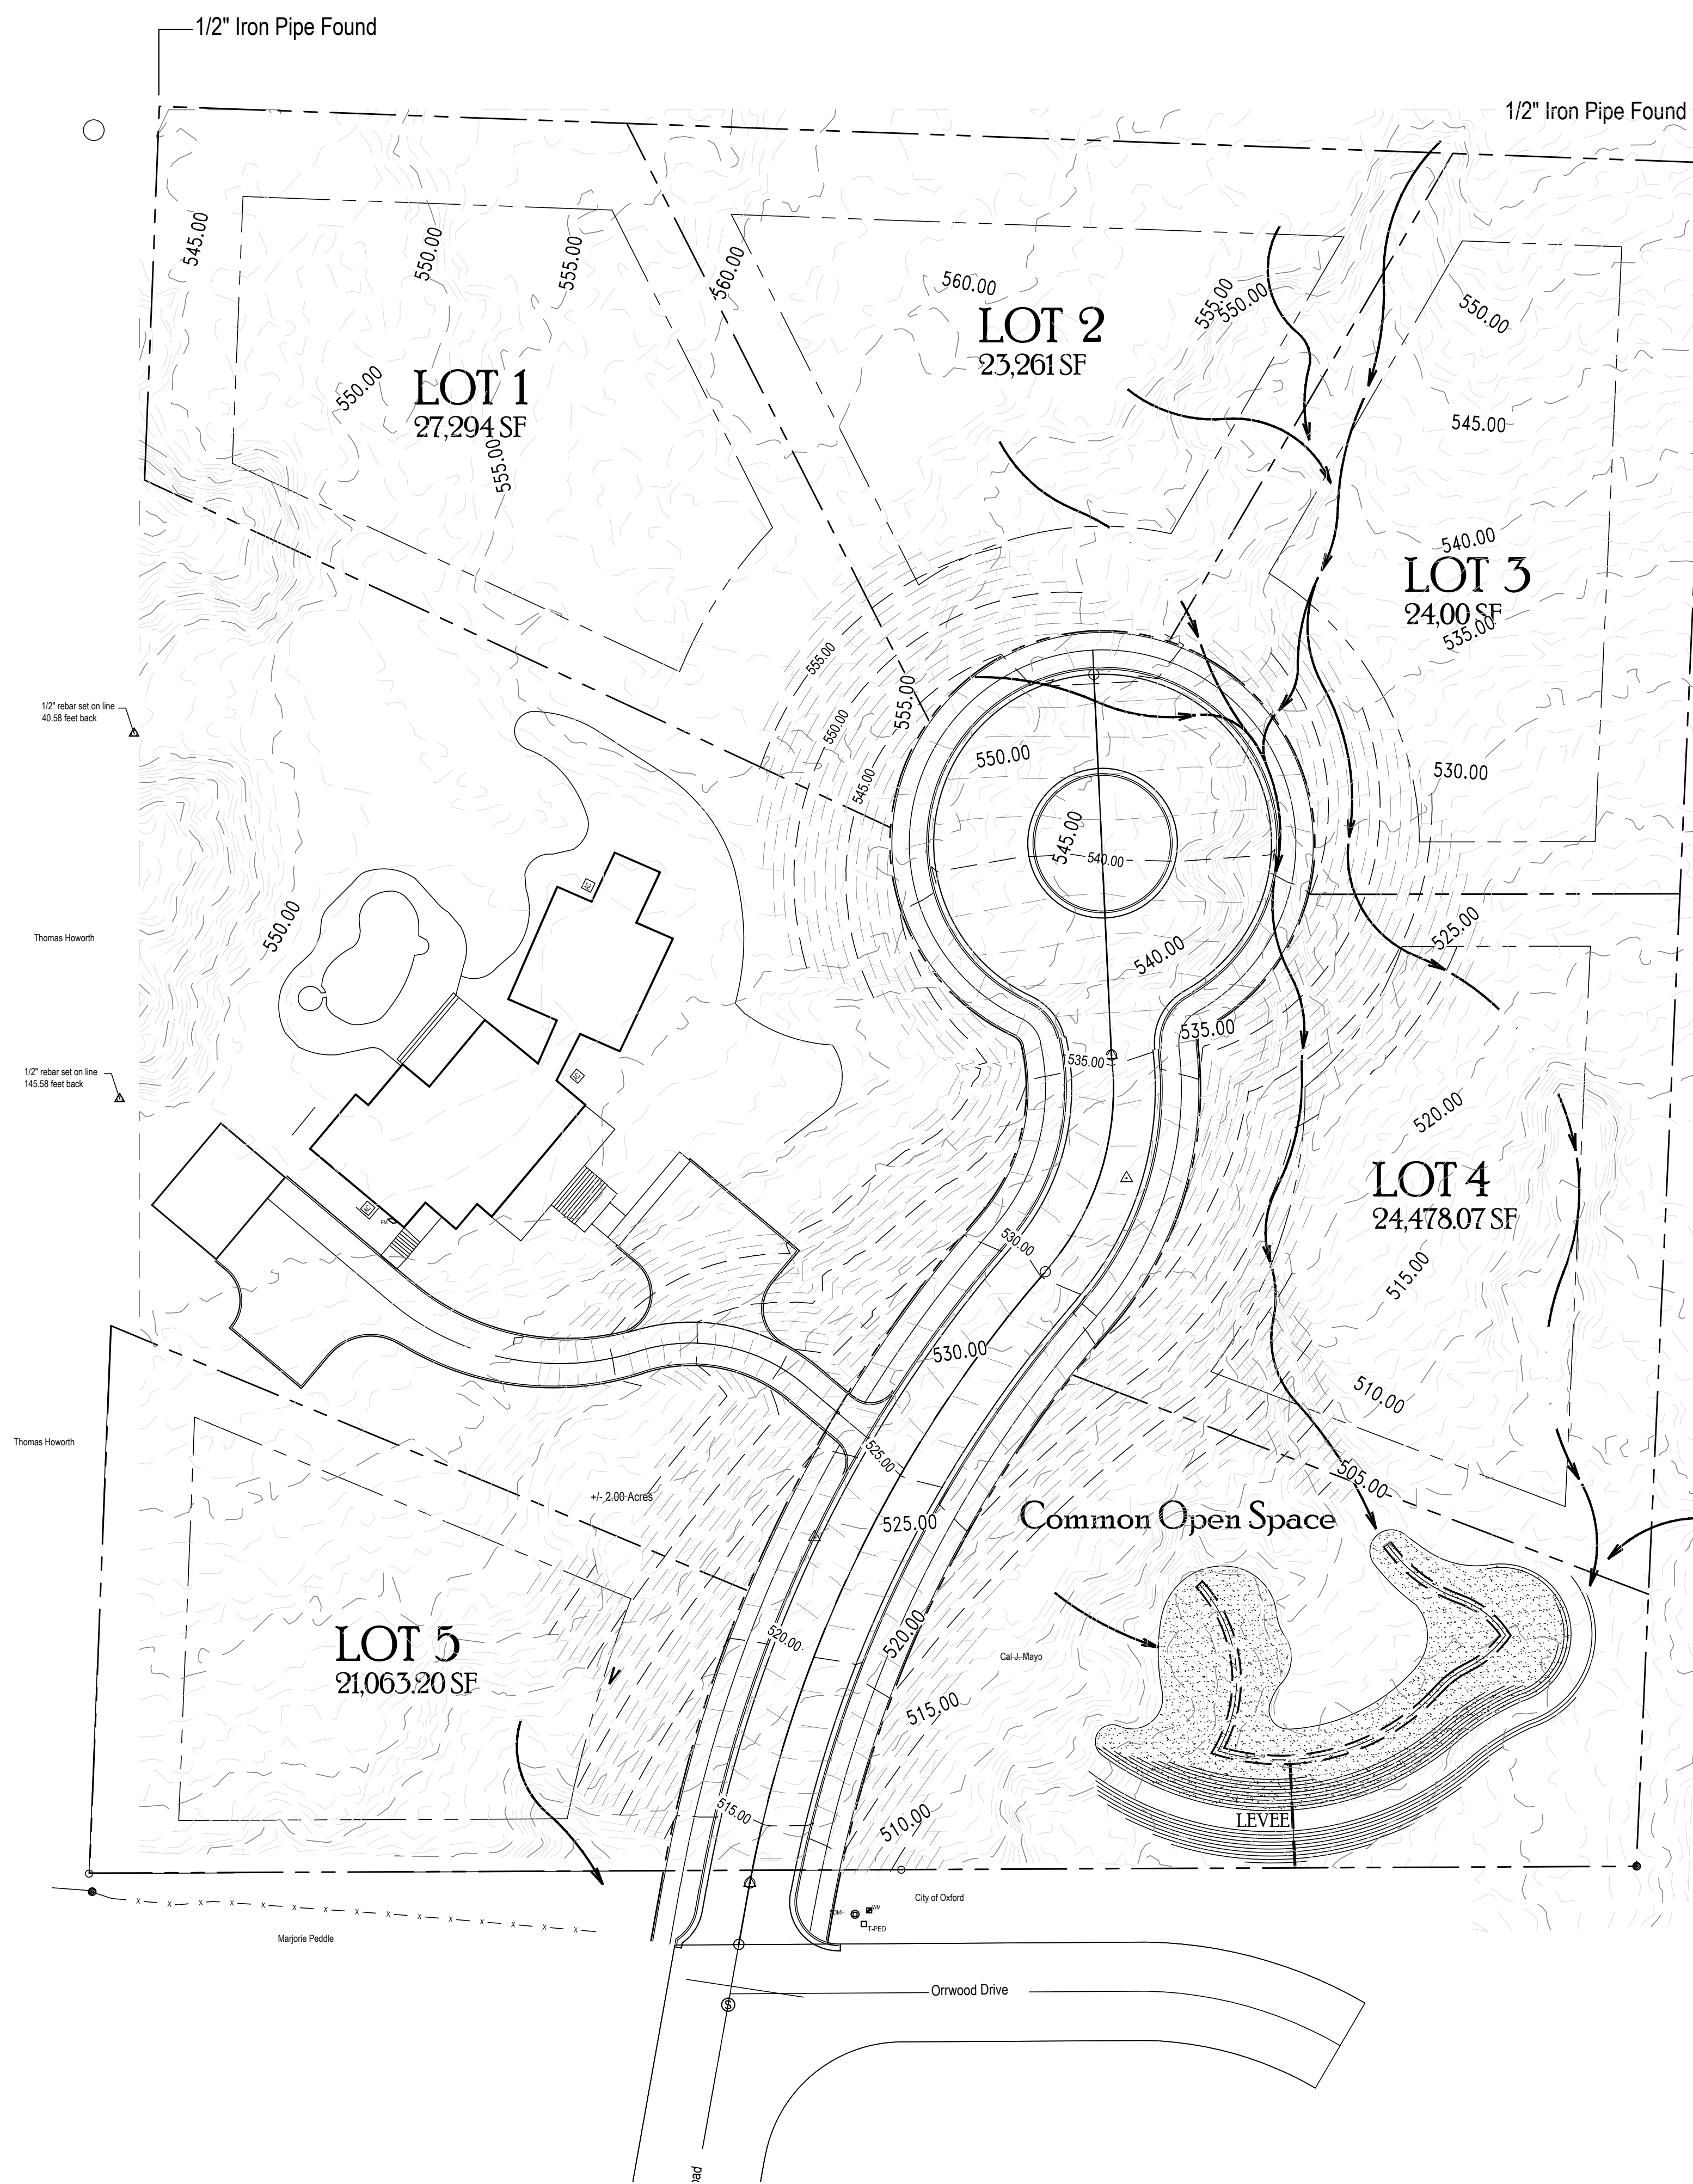 1/2" Iron Pipe Found
1/2" Iron Pipe Found
545.00
550.00
555.00
560.00
560.00
555.00
550.00
550.00
LOT 2
23,261 SF
550.00
LOT 1
27,294 SF
545.00
555.00
540.00
LOT 3
24,00 SF
535.00
555.00
555.00
1/2" rebar set on line
40.58 feet back
550.00
550.00
545.00
530.00
545.00
540.00
550.00
525.00
Thomas Howorth
540.00
535.00
535.00
1/2" rebar set on line
145.58 feet back
520.00
LOT 4
24,478.07 SF
EM
530.00
515.00
530.00
510.00
Thomas Howorth
525.00
505.00
+/- 2.00 Acres
525.00
Common Open Space
520.00
520.00
LOT 5
21,063.20 SF
Cal J. Mayo
515.00
515.00
510.00
LEVEE
City of Oxford
WM
T-PED
Marjorie Peddle
Orrwood Drive
S